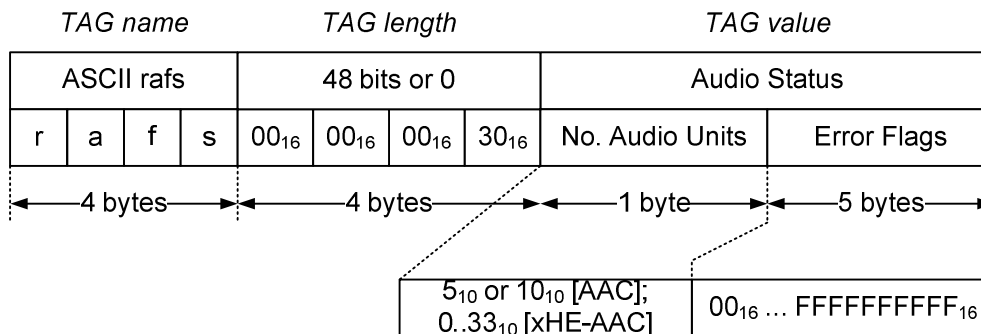 TAG name TAG length TAG value
ASCII rafs 48 bits or 0 Audio Status
r a f s 00₁₆ 00₁₆ 00₁₆ 30₁₆ No. Audio Units Error Flags
4 bytes 4 bytes 1 byte 5 bytes
5₁₀ or 10₁₀ [AAC];
0..33₁₀ [xHE-AAC]
00₁₆ ... FFFFFFFFFF₁₆